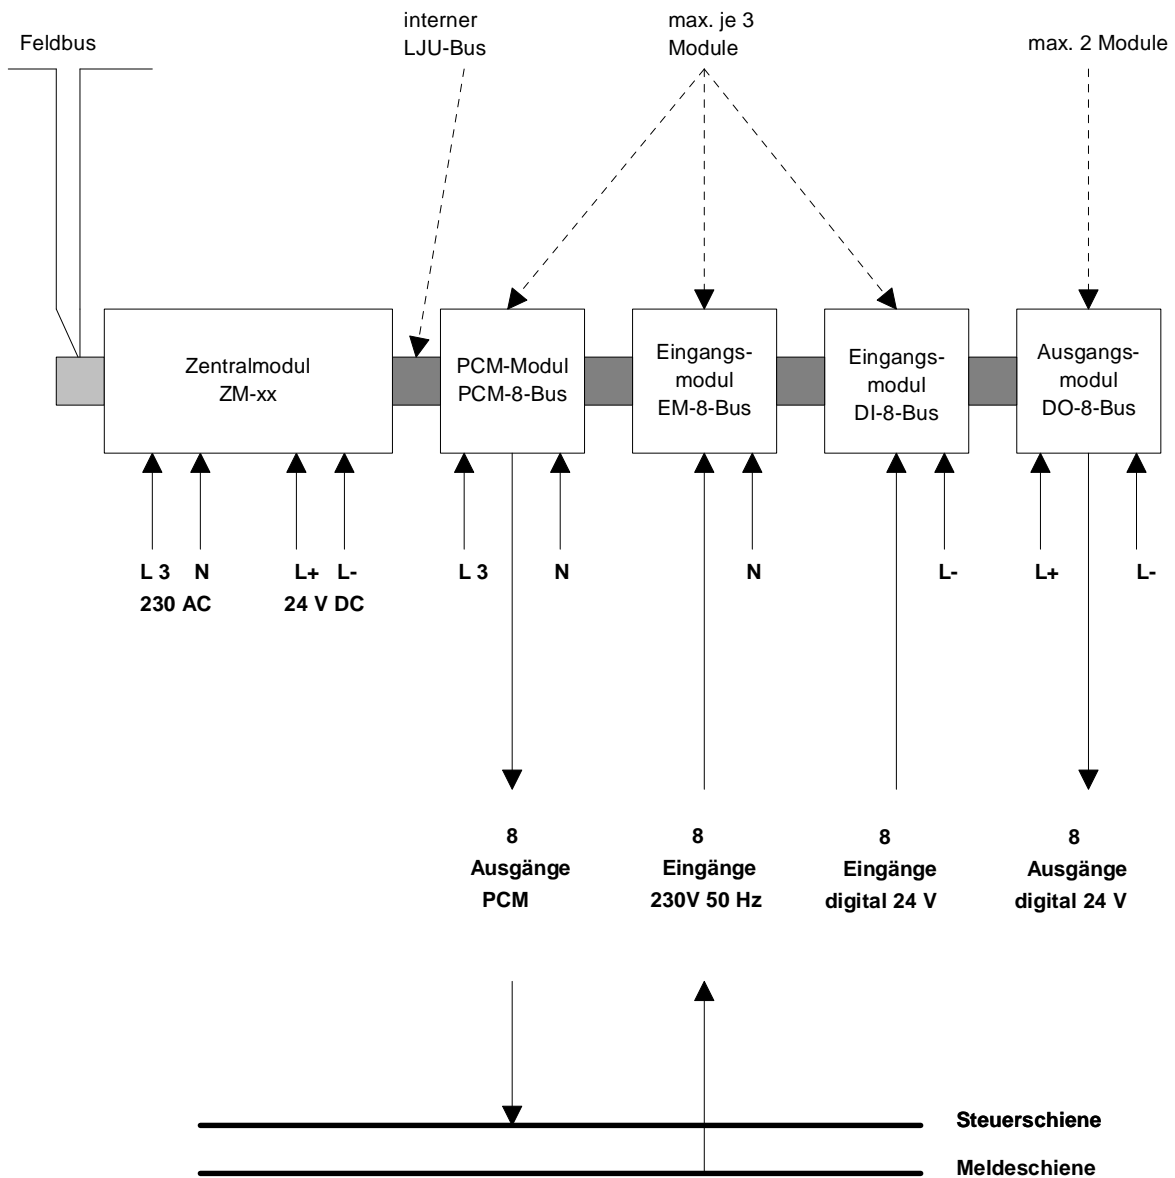 Feldbus
interner
LJU-Bus
max. je 3
Module
max. 2 Module
Zentralmodul
ZM-xx
PCM-Modul
PCM-8-Bus
Eingangs-
modul
EM-8-Bus
Eingangs-
modul
DI-8-Bus
Ausgangs-
modul
DO-8-Bus
L 3 N
230 AC
L+ L-
24 V DC
L 3
N
N
L-
L+
L-
8
Ausgänge
PCM
8
Eingänge
230V 50 Hz
8
Eingänge
digital 24 V
8
Ausgänge
digital 24 V
Steuerschiene
Meldeschiene